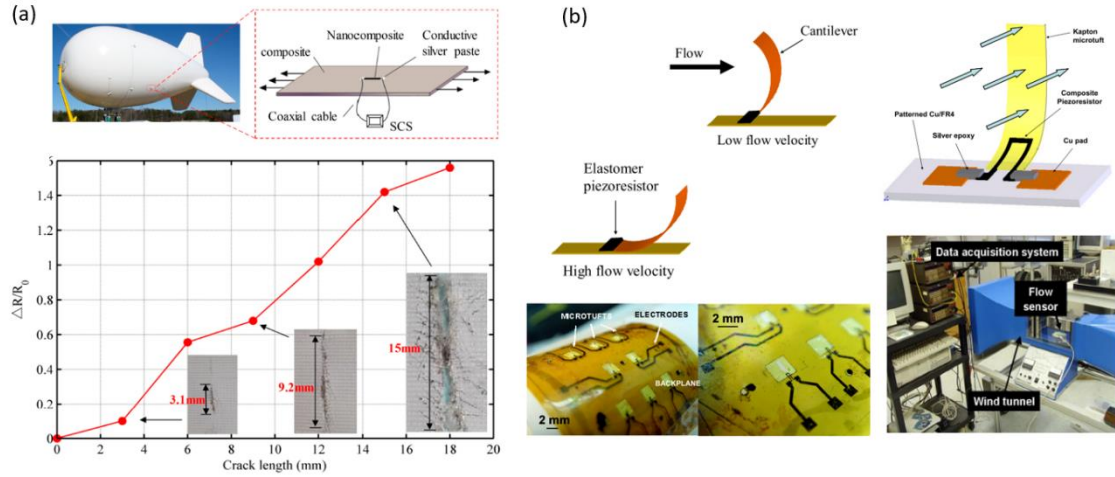 (a)
composite
Nanocomposite
Conductive
silver paste
Coaxial cable
SCS
ΔR/R0
5
1.4
1.2
1
0.8
0.6
0.4
0.2
0
3.1mm
9.2mm
15mm
0 2 4 6 8 10 12 14 16 18 20
Crack length (mm)
(b)
Flow
Cantilever
Low flow velocity
Elastomer
piezoresistor
High flow velocity
Kapton
microtuft
Composite
Piezoresistor
Patterned Cu/FR4
Silver epoxy
Cu pad
MICROTUFTS
ELECTRODES
BACKPLANE
2 mm
2 mm
Data acquisition system
Flow
sensor
Wind tunnel